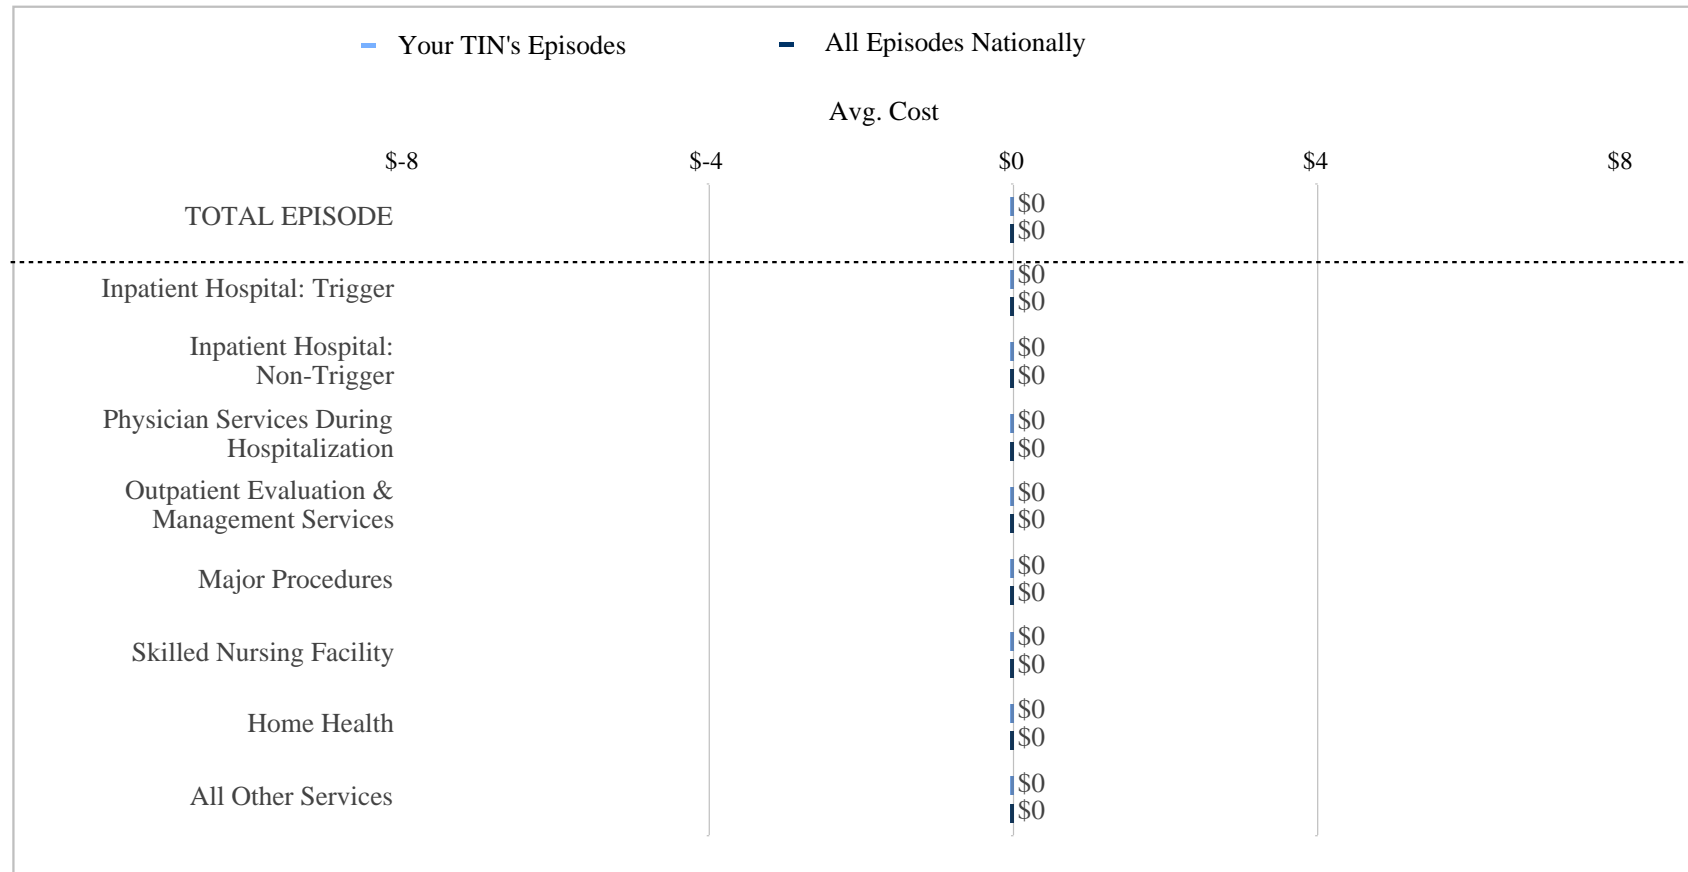 Your TIN's Episodes
All Episodes Nationally
Avg. Cost
$-8
$-4
$0
$4
$8
TOTAL EPISODE
$0
$0
Inpatient Hospital: Trigger
$0
$0
Inpatient Hospital:
Non-Trigger
$0
$0
Physician Services During
Hospitalization
$0
$0
Outpatient Evaluation &
Management Services
$0
$0
Major Procedures
$0
$0
Skilled Nursing Facility
$0
$0
Home Health
$0
$0
All Other Services
$0
$0